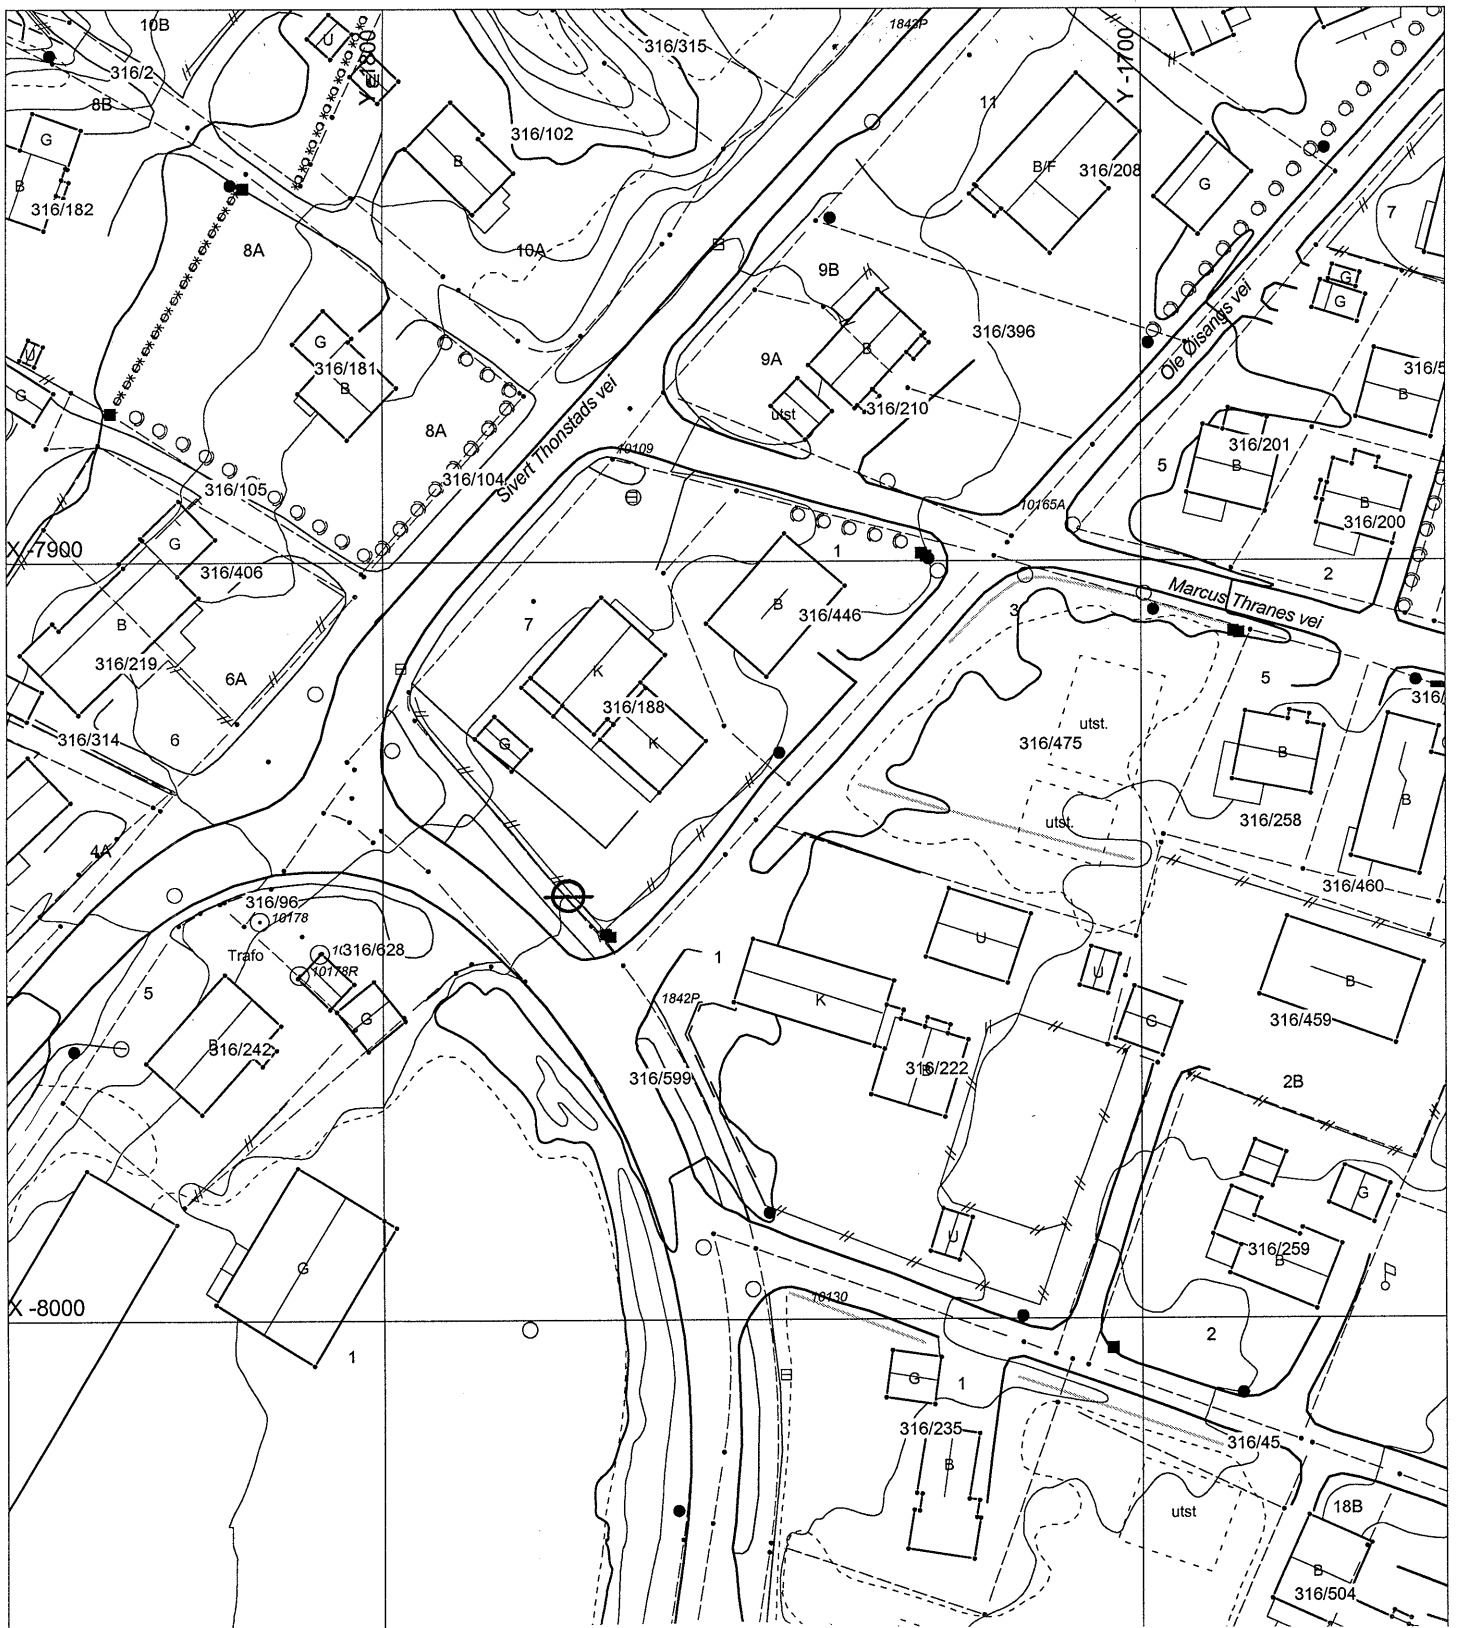 10B
U
Y -1800
316/315
1842P
Y -1700
316/2
8B
G
B
316/182
316/102
B
11
B/F
316/208
G
7
8A
10A
9B
G
G
316/396
Ole Øisangs vei
U
G
G
316/181
B
9A
B
utst
316/210
B
8A
Sivert Thonstads vei
10109
316/201
5
B
316/104
316/105
10165A
B
316/200
X -7900
G
316/406
1
2
Marcus Thranes vei
B
7
B
316/446
3
B
316/219
6A
K
316/188
5
6
316/314
G
K
utst.
316/475
B
B
utst.
316/258
4A
316/460
316/96
10178
316/628
Trafo
10178R
U
1
U
B
5
1842P
K
G
316/459
G
B
316/242
316/599
316/222
B
2B
G
U
316/259
B
G
X -8000
10130
1
2
G
1
316/235
B
316/45
utst
18B
B
316/504